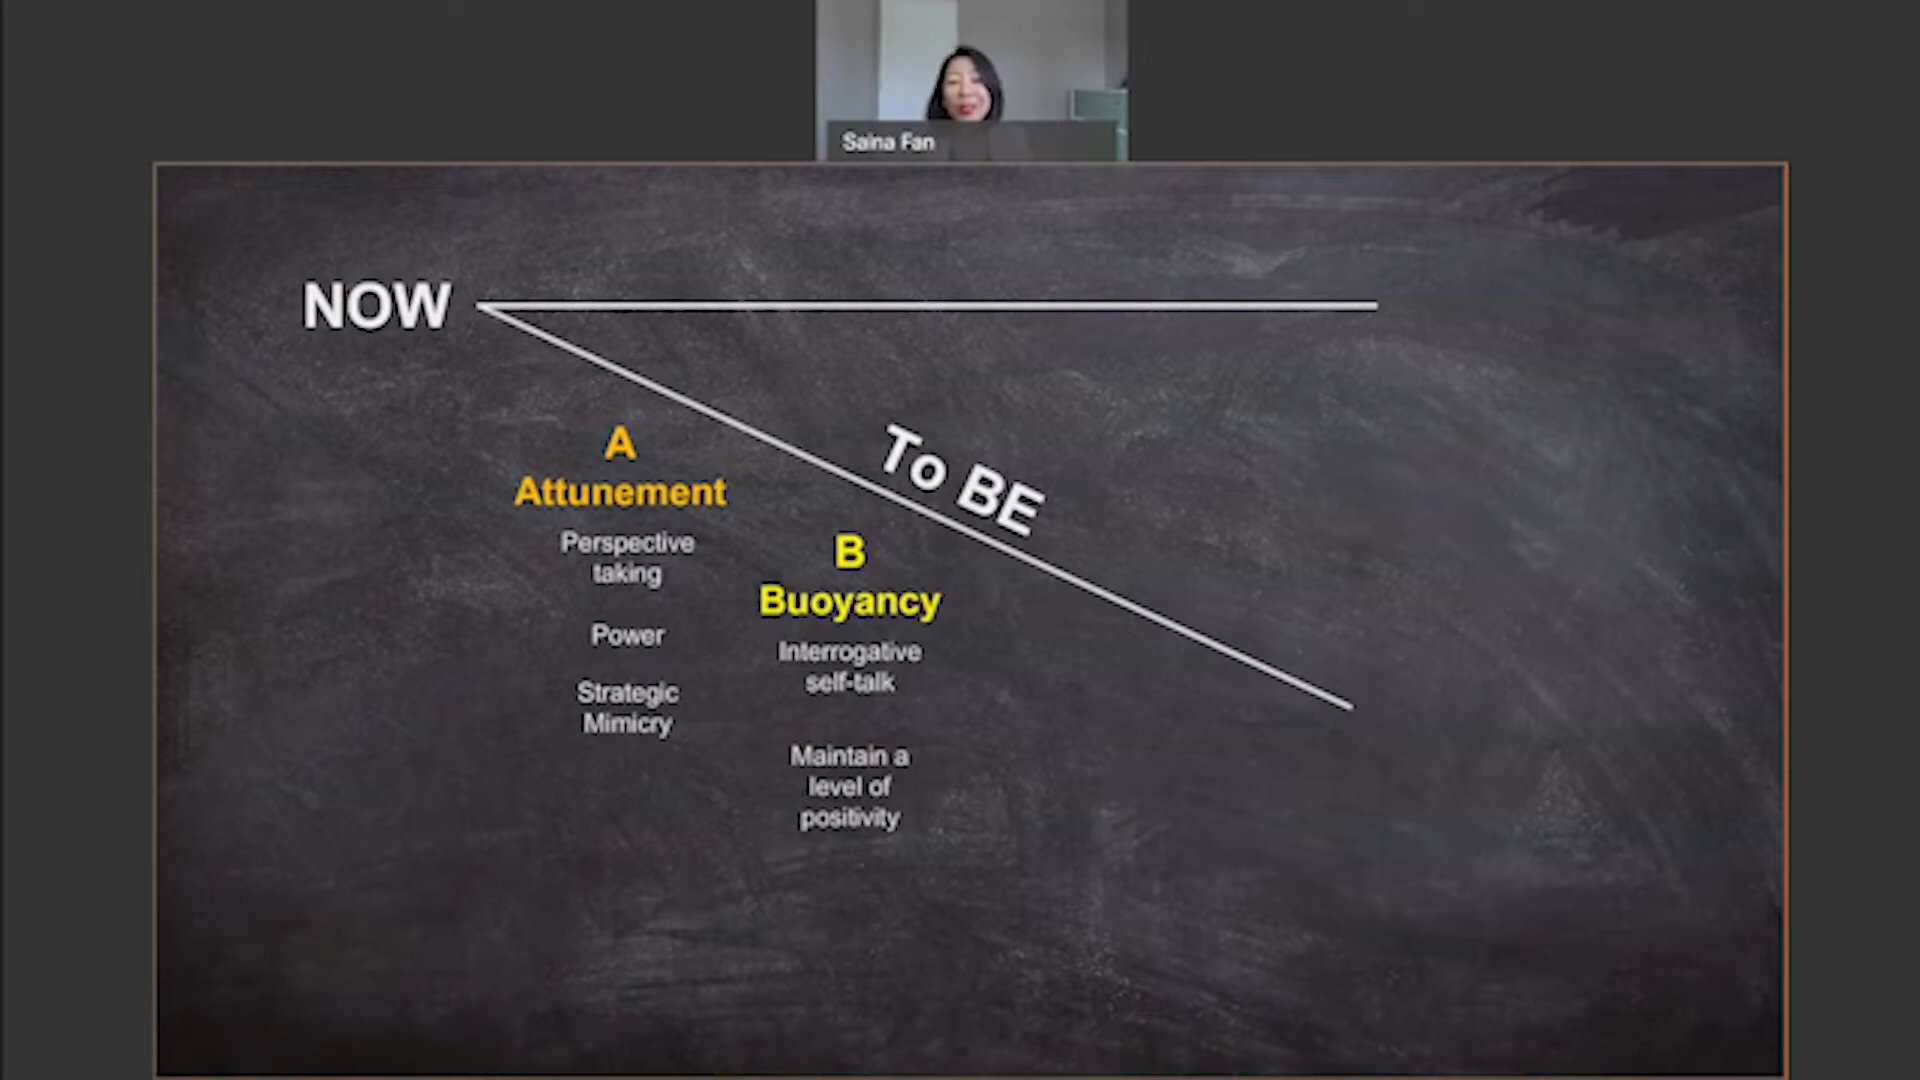 Saina Fan
NOW
To BE
A
Attunement
Perspective
taking
Power
Strategic
Mimicry
B
Buoyancy
Interrogative
self-talk
Maintain a
level of
positivity